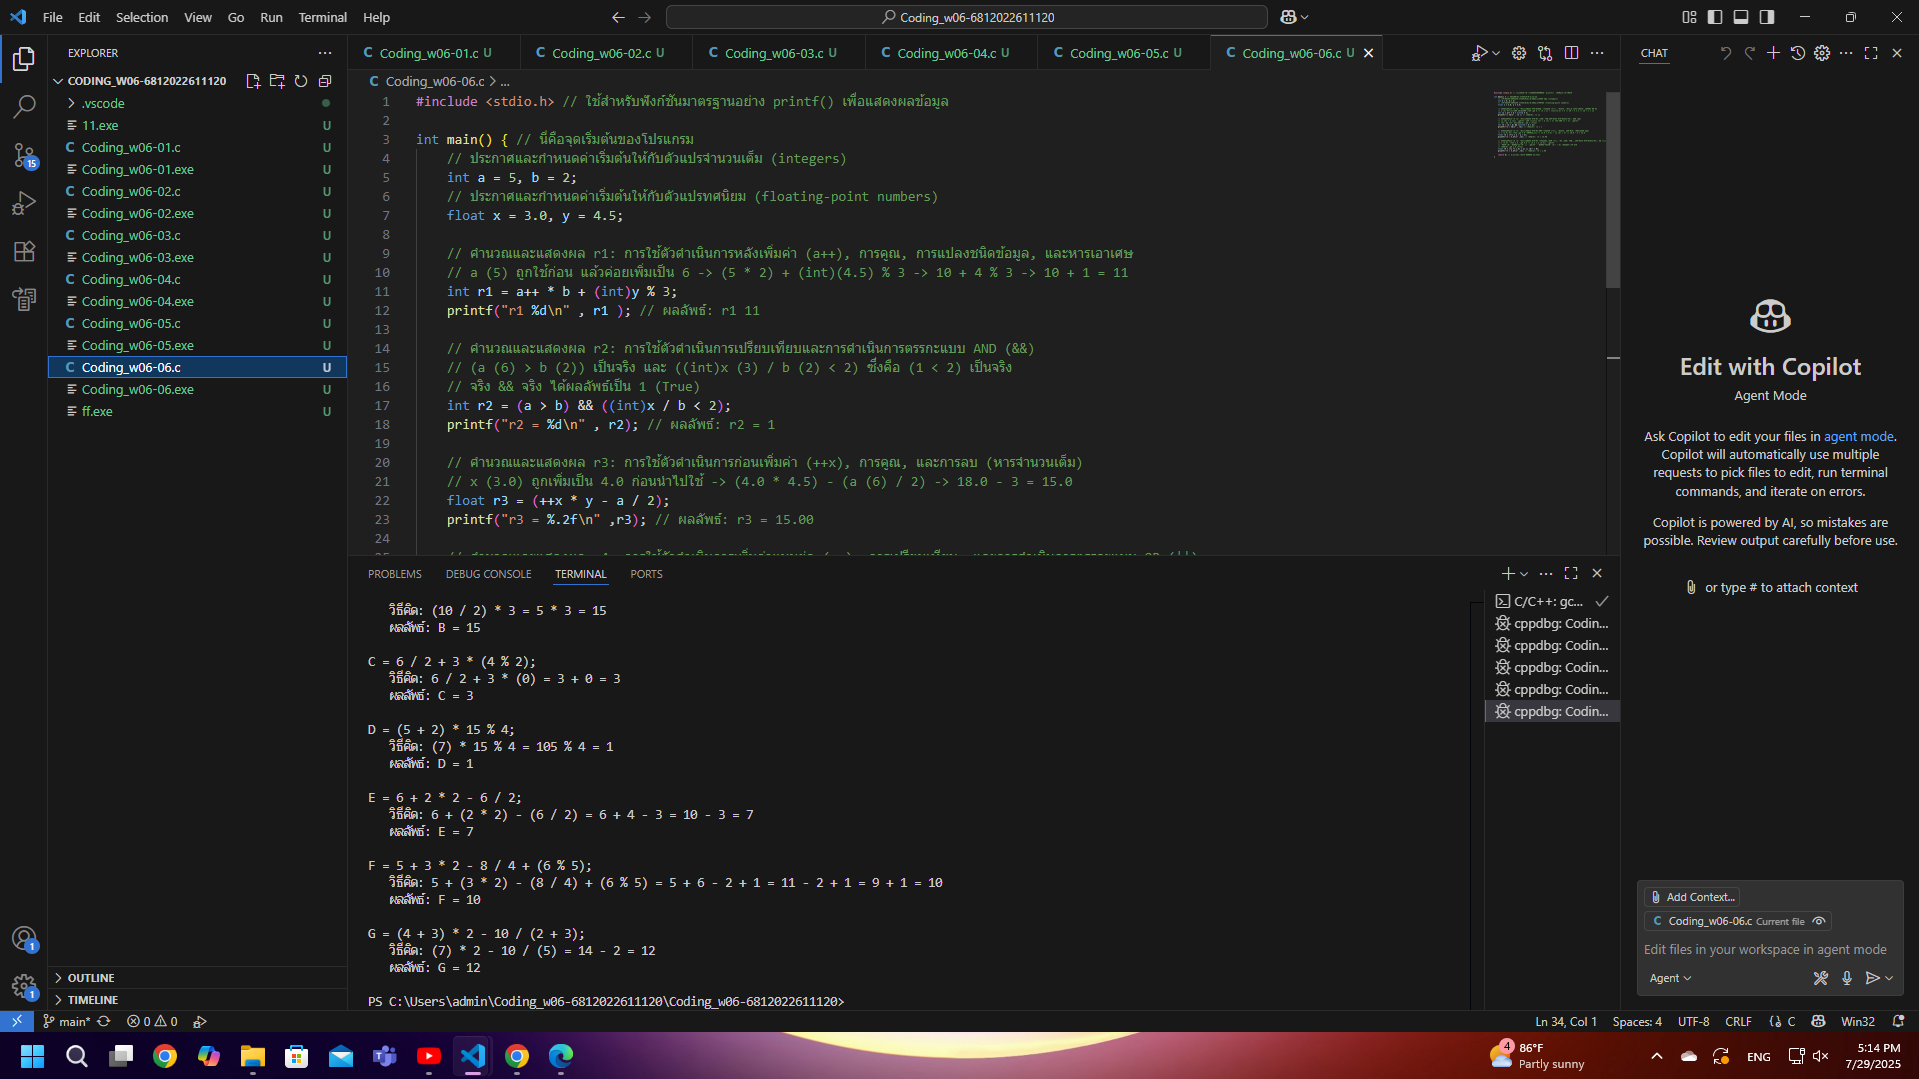 File Edit Selection View Go Run Terminal Help
Coding_w06-6812022611120
EXPLORER
CODING_W06-6812022611120
.vscode
11.exe U
Coding_w06-01.c U
Coding_w06-01.exe U
Coding_w06-02.c U
Coding_w06-02.exe U
Coding_w06-03.c U
Coding_w06-03.exe U
Coding_w06-04.c U
Coding_w06-04.exe U
Coding_w06-05.c U
Coding_w06-05.exe U
Coding_w06-06.c U
Coding_w06-06.exe U
ff.exe U
15
1
1
OUTLINE
TIMELINE
Coding_w06-01.c U Coding_w06-02.c U Coding_w06-03.c U Coding_w06-04.c U Coding_w06-05.c U Coding_w06-06.c U
Coding_w06-06.c > ...
1 #include <stdio.h> // ใช้สำหรับฟังก์ชันมาตรฐานอย่าง printf() เพื่อแสดงผลข้อมูล
2
3 int main() { // นี่คือจุดเริ่มต้นของโปรแกรม
4 // ประกาศและกำหนดค่าเริ่มต้นให้กับตัวแปรจำนวนเต็ม (integers)
5 int a = 5, b = 2;
6 // ประกาศและกำหนดค่าเริ่มต้นให้กับตัวแปรทศนิยม (floating-point numbers)
7 float x = 3.0, y = 4.5;
8
9 // คำนวณและแสดงผล r1: การใช้ตัวดำเนินการหลังเพิ่มค่า (a++), การคูณ, การแปลงชนิดข้อมูล, และหารเอาเศษ
10 // a (5) ถูกใช้ก่อน แล้วค่อยเพิ่มเป็น 6 -> (5 * 2) + (int)(4.5) % 3 -> 10 + 4 % 3 -> 10 + 1 = 11
11 int r1 = a++ * b + (int)y % 3;
12 printf("r1 %d\n" , r1 ); // ผลลัพธ์: r1 11
13
14 // คำนวณและแสดงผล r2: การใช้ตัวดำเนินการเปรียบเทียบและการดำเนินการตรรกะแบบ AND (&&)
15 // (a (6) > b (2)) เป็นจริง และ ((int)x (3) / b (2) < 2) ซึ่งคือ (1 < 2) เป็นจริง
16 // จริง && จริง ได้ผลลัพธ์เป็น 1 (True)
17 int r2 = (a > b) && ((int)x / b < 2);
18 printf("r2 = %d\n" , r2); // ผลลัพธ์: r2 = 1
19
20 // คำนวณและแสดงผล r3: การใช้ตัวดำเนินการก่อนเพิ่มค่า (++x), การคูณ, และการลบ (หารจำนวนเต็ม)
21 // x (3.0) ถูกเพิ่มเป็น 4.0 ก่อนนำไปใช้ -> (4.0 * 4.5) - (a (6) / 2) -> 18.0 - 3 = 15.0
22 float r3 = (++x * y - a / 2);
23 printf("r3 = %.2f\n" ,r3); // ผลลัพธ์: r3 = 15.00
24
PROBLEMS DEBUG CONSOLE TERMINAL PORTS
วิธีคิด: (10 / 2) * 3 = 5 * 3 = 15
ผลลัพธ์: B = 15
C = 6 / 2 + 3 * (4 % 2);
วิธีคิด: 6 / 2 + 3 * (0) = 3 + 0 = 3
ผลลัพธ์: C = 3
D = (5 + 2) * 15 % 4;
วิธีคิด: (7) * 15 % 4 = 105 % 4 = 1
ผลลัพธ์: D = 1
E = 6 + 2 * 2 - 6 / 2;
วิธีคิด: 6 + (2 * 2) - (6 / 2) = 6 + 4 - 3 = 10 - 3 = 7
ผลลัพธ์: E = 7
F = 5 + 3 * 2 - 8 / 4 + (6 % 5);
วิธีคิด: 5 + (3 * 2) - (8 / 4) + (6 % 5) = 5 + 6 - 2 + 1 = 11 - 2 + 1 = 9 + 1 = 10
ผลลัพธ์: F = 10
G = (4 + 3) * 2 - 10 / (2 + 3);
วิธีคิด: (7) * 2 - 10 / (5) = 14 - 2 = 12
ผลลัพธ์: G = 12
PS C:\Users\admin\Coding_w06-6812022611120\Coding_w06-6812022611120>
C/C++: gc...
cppdbg: Codin...
cppdbg: Codin...
cppdbg: Codin...
cppdbg: Codin...
cppdbg: Codin...
CHAT
Edit with Copilot
Agent Mode
Ask Copilot to edit your files in agent mode.
Copilot will automatically use multiple
requests to pick files to edit, run terminal
commands, and iterate on errors.
Copilot is powered by AI, so mistakes are
possible. Review output carefully before use.
or type # to attach context
Add Context...
Coding_w06-06.c Current file
Edit files in your workspace in agent mode
Agent
main* 0 0
Ln 34, Col 1 Spaces: 4 UTF-8 CRLF C Win32
4 86°F
Partly sunny
ENG
5:14 PM
7/29/2025